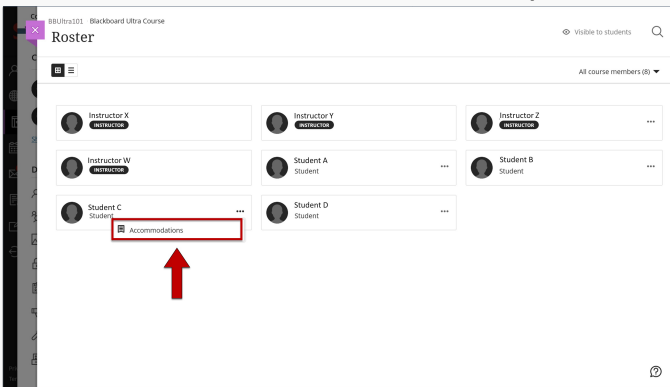 BBUltra101 Blackboard Ultra Course
Roster
Visible to students
All course members (8)
Instructor X
INSTRUCTOR
Instructor Y
INSTRUCTOR
Instructor Z
INSTRUCTOR
Instructor W
INSTRUCTOR
Student A
Student
Student B
Student
Student C
Student
Student D
Student
Accommodations